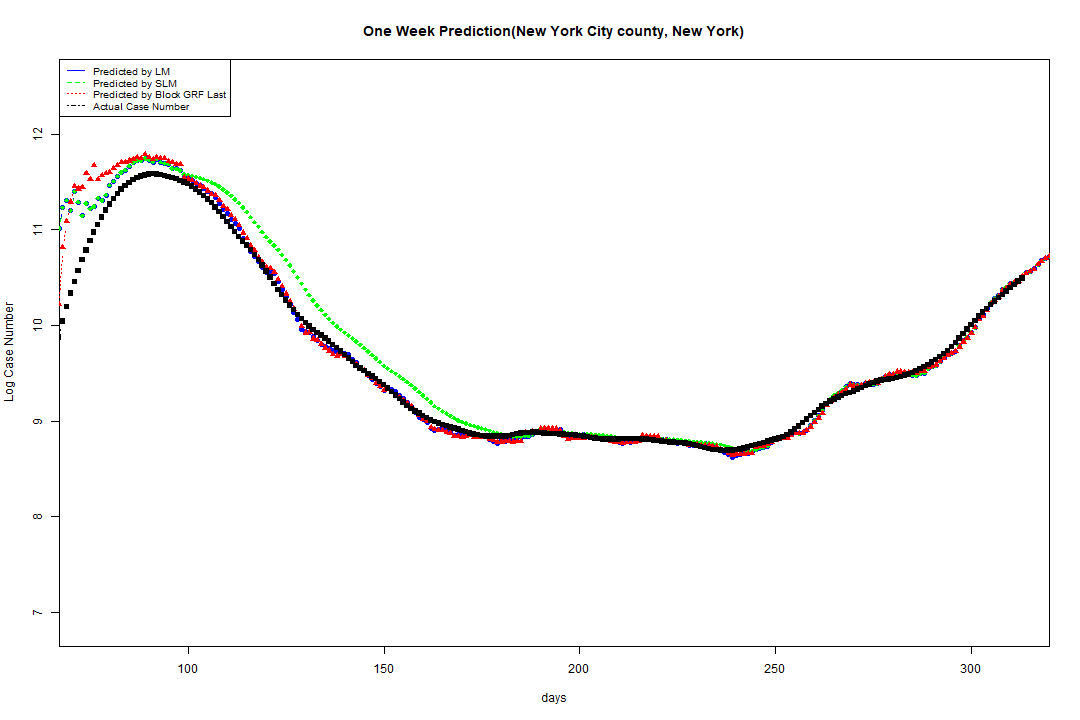 One Week Prediction(New York City county, New York)
Predicted by LM
Predicted by SLM
Predicted by Block GRF Last
Actual Case Number
12
11
10
9
8
7
Log Case Number
100 150 200 250 300
days